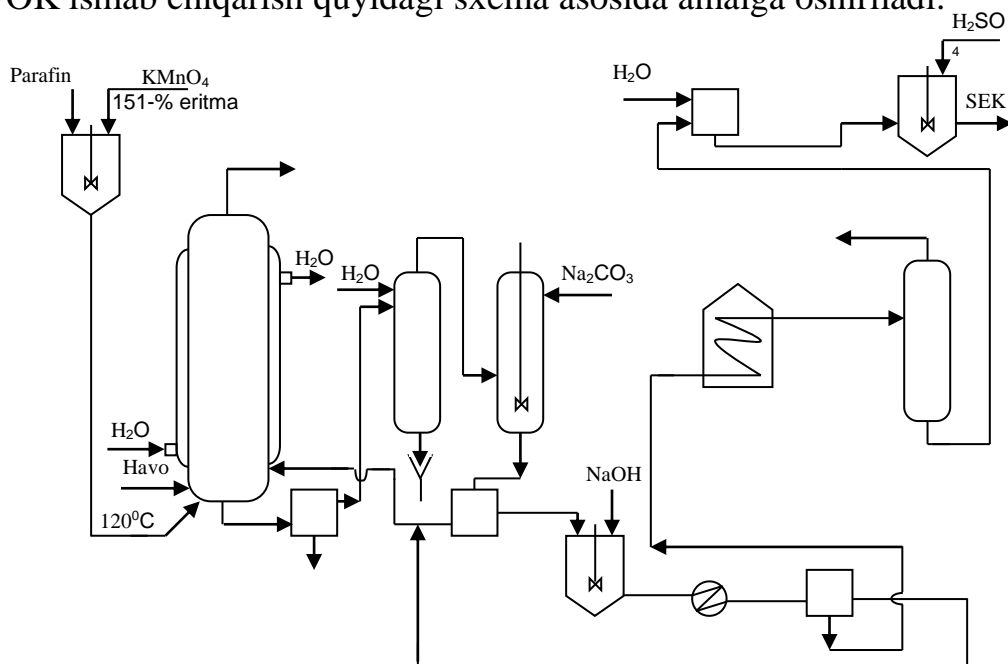 OK ishlab chiqarish quyidagi sxema asosida amalga oshiriladi:
H₂SO
4
Parafin
KMnO₄
151-% eritma
H₂O
SEK
H₂O
H₂O
Na₂CO₃
H₂O
Havo
NaOH
120⁰C